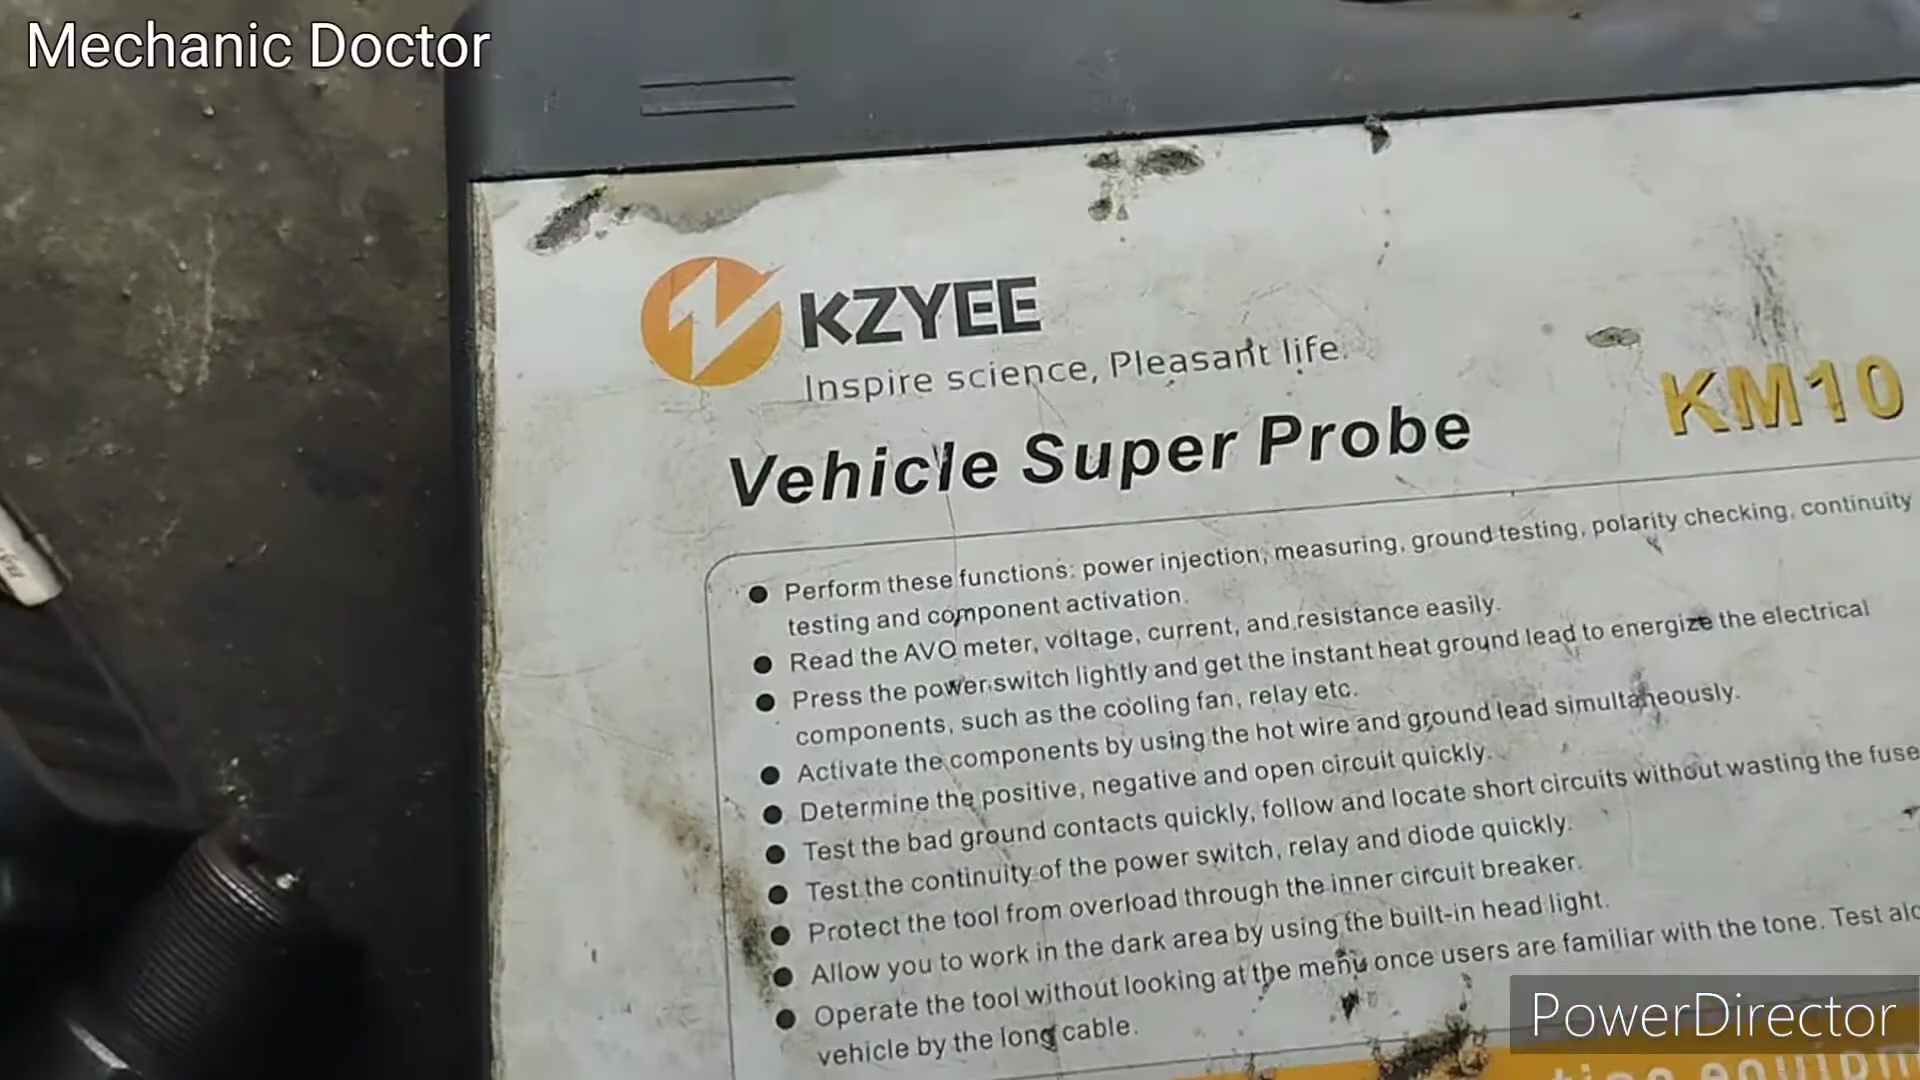 Mechanic Doctor
KZYEE
Inspire science, Pleasant life.
Vehicle Super Probe
KM10
● Perform these functions: power injection, measuring, ground testing, polarity checking, continuity
testing and component activation.
● Read the AVO meter, voltage, current, and resistance easily.
● Press the power switch lightly and get the instant heat ground lead to energize the electrical
components, such as the cooling fan, relay etc.
● Activate the components by using the hot wire and ground lead simultaneously.
● Determine the positive, negative and open circuit quickly.
● Test the bad ground contacts quickly, follow and locate short circuits without wasting the fuse
● Test the continuity of the power switch, relay and diode quickly.
● Protect the tool from overload through the inner circuit breaker.
● Allow you to work in the dark area by using the built-in head light.
● Operate the tool without looking at the menu once users are familiar with the tone. Test
vehicle by the long cable.
PowerDirector